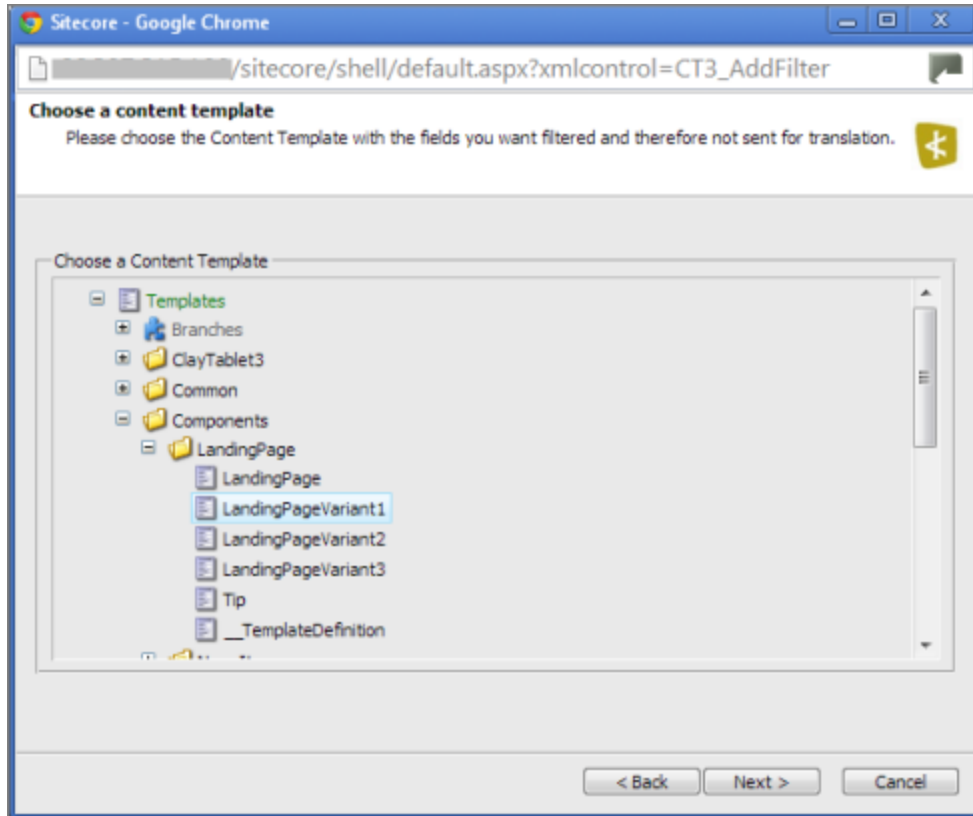 Sitecore - Google Chrome
/sitecore/shell/default.aspx?xmlcontrol=CT3_AddFilter
Choose a content template
Please choose the Content Template with the fields you want filtered and therefore not sent for translation.
Choose a Content Template
Templates
Branches
ClayTablet3
Common
Components
LandingPage
LandingPage
LandingPageVariant1
LandingPageVariant2
LandingPageVariant3
Tip
__TemplateDefinition
< Back Next > Cancel